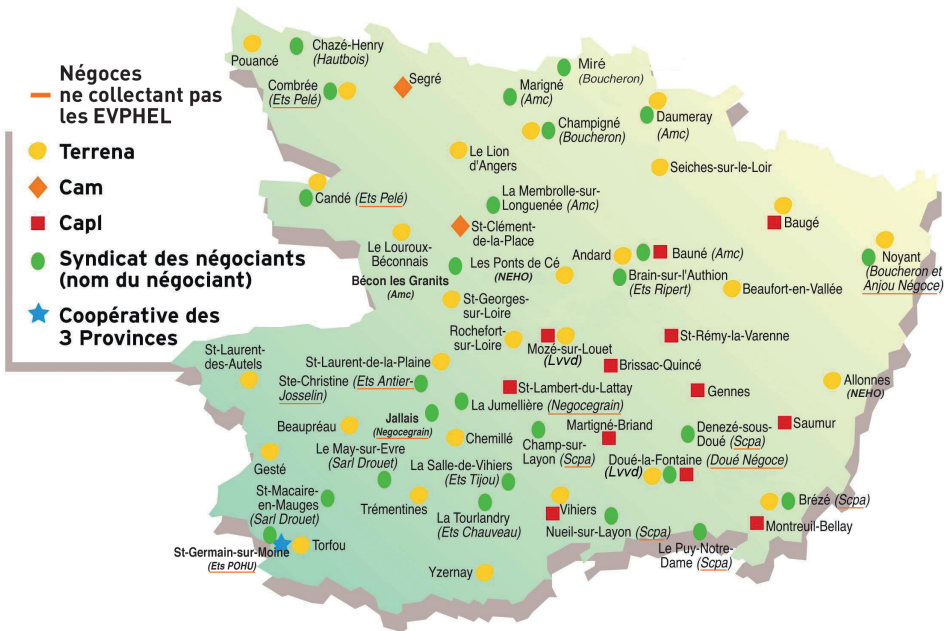 Négoces
ne collectant pas
les EVPHEL
Terrena
Cam
Capl
Syndicat des négociants
(nom du négociant)
Coopérative des
3 Provinces
Pouancé
Chazé-Henry
(Hautbois)
Combrée
(Ets Pelé)
Segré
Marigné
(Amc)
Miré
(Boucheron)
Champigné
(Boucheron)
Daumeray
(Amc)
Le Lion
d'Angers
Seiches-sur-le-Loir
Candé (Ets Pelé)
La Membrolle-sur-
Longuenée (Amc)
Baugé
St-Clément-
de-la-Place
Le Louroux-
Béconnais
Bécon les Granits
(Amc)
Les Ponts de Cé
(NEHO)
Andard
Bauné (Amc)
Brain-sur-l'Authion
(Ets Ripert)
Noyant
(Boucheron et
Anjou Négoce)
Beaufort-en-Vallée
St-Georges-
sur-Loire
Rochefort-
sur-Loire
Mozé-sur-Louet
(Lvvd)
St-Rémy-la-Varenne
Brissac-Quincé
St-Laurent-
des-Autels
St-Laurent-de-la-Plaine
Ste-Christine (Ets Antier-
Josselin)
St-Lambert-du-Lattay
Gennes
Allonnes
(NEHO)
La Jumellière (Negocegrain)
Jallais
(Negocegrain)
Beaupréau
Chemillé
Champ-sur-
Layon (Scpa)
Martigné-Briand
Denezé-sous-
Doué (Scpa)
Saumur
Le May-sur-Evre
(Sarl Drouet)
Gesté
La Salle-de-Vihiers
(Ets Tijou)
Doué-la-Fontaine (Doué Négoce)
(Lvvd)
St-Macaire-
en-Mauges
(Sarl Drouet)
Trémentines
La Tourlandry
(Ets Chauveau)
Vihiers
Nueil-sur-Layon (Scpa)
Brézé (Scpa)
Montreuil-Bellay
Le Puy-Notre-
Dame (Scpa)
St-Germain-sur-Moine
(Ets POHU)
Torfou
Yzernay